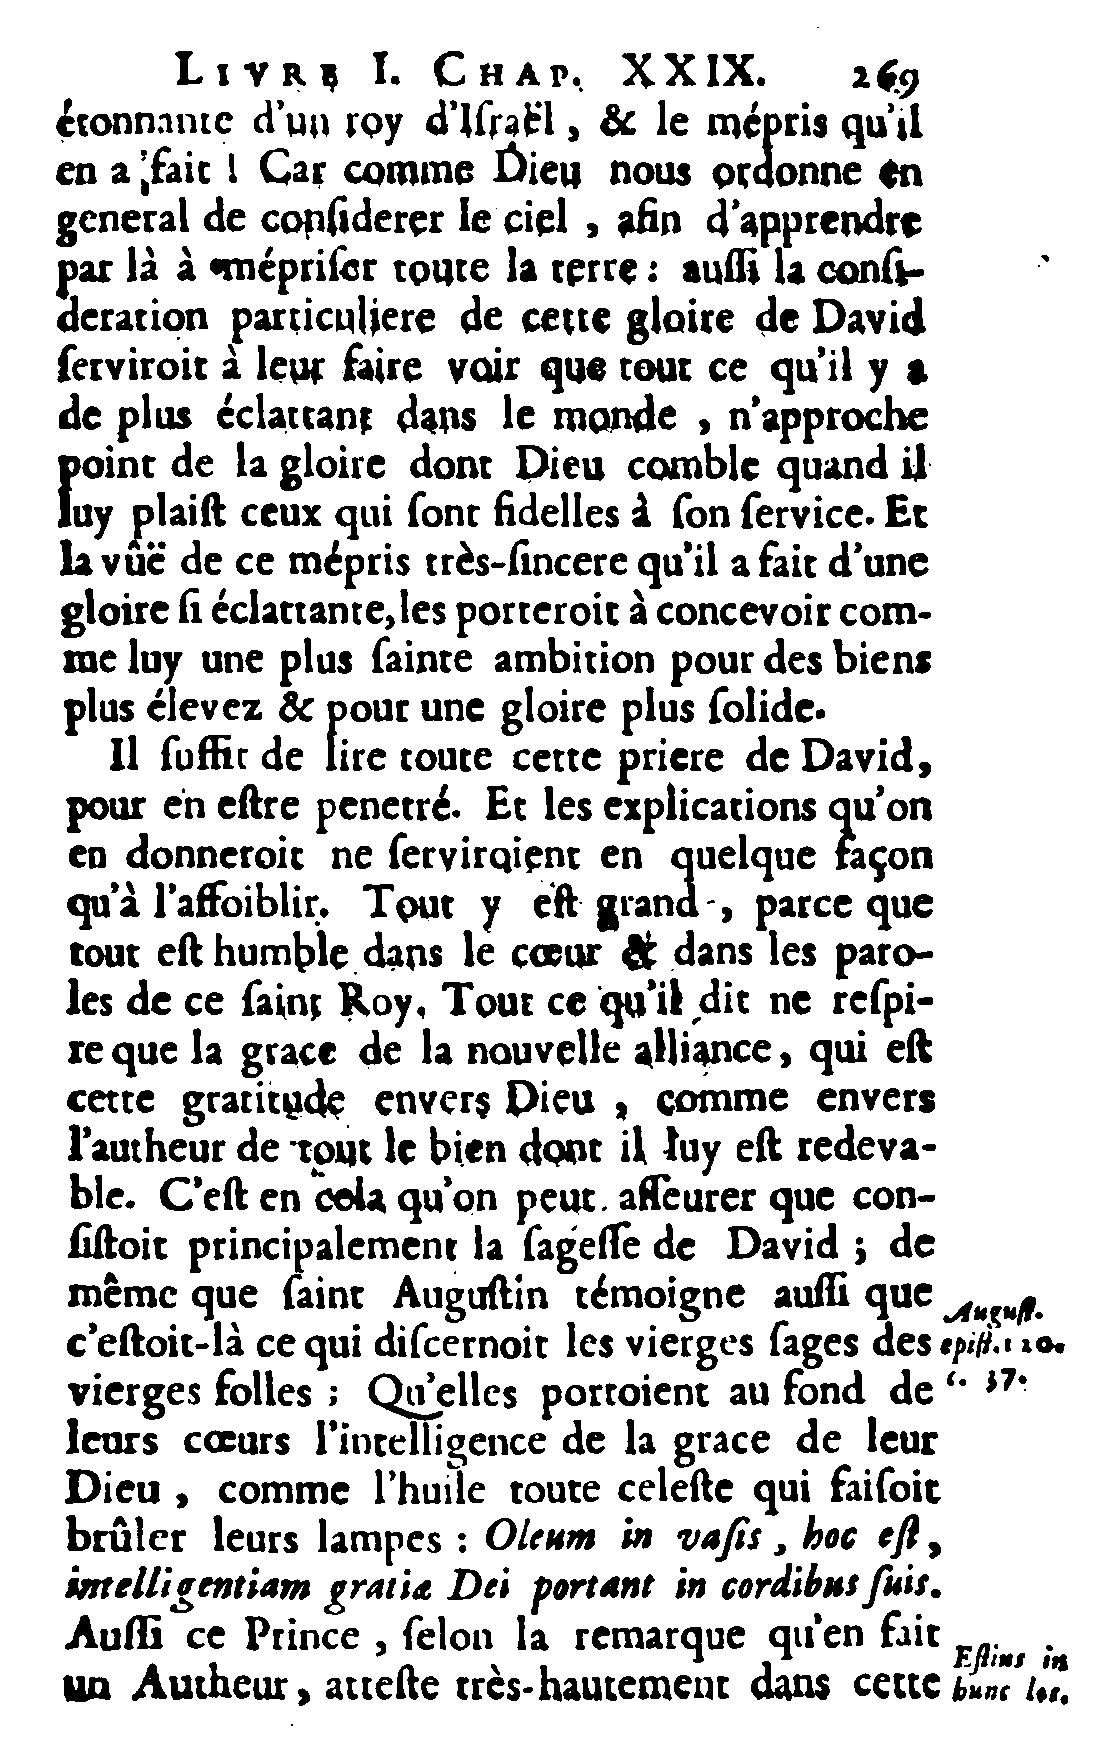 LIVRE I. CHAP. XXIX. 269
étonnante d'un roy d'Iſraël, & le mépris qu'il
en a fait ! Car comme Dieu nous ordonne en
general de conſiderer le ciel, afin d'apprendre
par là à mépriſer toute la terre : auſſi la conſi-
deration particuliere de cette gloire de David
ſerviroit à leur faire voir que tout ce qu'il y a
de plus éclattant dans le monde, n'approche
point de la gloire dont Dieu comble quand il
luy plaiſt ceux qui ſont fidelles à ſon ſervice. Et
la vûë de ce mépris très-ſincere qu'il a fait d'une
gloire ſi éclattante, les porteroit à concevoir com-
me luy une plus ſainte ambition pour des biens
plus élevez & pour une gloire plus ſolide.
Il ſuffit de lire toute cette priere de David,
pour en eſtre penetré. Et les explications qu'on
en donneroit ne ſerviroient en quelque façon
qu'à l'affoiblir. Tout y eſt grand, parce que
tout eſt humble dans le cœur & dans les paro-
les de ce ſaint Roy. Tout ce qu'il dit ne reſpi-
re que la grace de la nouvelle alliance, qui eſt
cette gratitude envers Dieu, comme envers
l'autheur de tout le bien dont il luy eſt redeva-
ble. C'eſt en cela qu'on peut aſſeurer que con-
ſiſtoit principalement la ſageſſe de David ; de
même que ſaint Auguſtin témoigne auſſi que
c'eſtoit-là ce qui diſcernoit les vierges ſages des
vierges folles ; Qu'elles portoient au fond de
leurs cœurs l'intelligence de la grace de leur
Dieu, comme l'huile toute celeſte qui faiſoit
brûler leurs lampes : Oleum in vaſis, hoc eſt,
intelligentiam gratiæ Dei portant in cordibus ſuis.
Auſſi ce Prince, ſelon la remarque qu'en fait
un Autheur, atteſte très-hautement dans cette
Auguſt.
epiſt. 120.
c. 37.
Eſtius in
hunc loc.